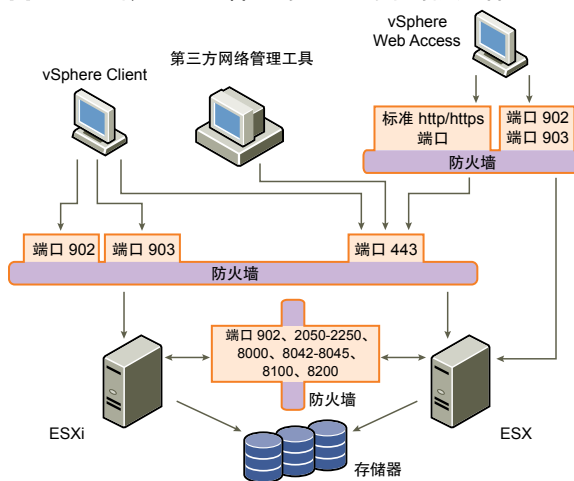 vSphere
Web Access
第三方网络管理工具
vSphere Client
标准 http/https
端口
端口 902
端口 903
防火墙
端口 902
端口 903
端口 443
防火墙
端口 902、2050-2250、
8000、8042-8045、
8100、8200
防火墙
ESXi
ESX
存储器